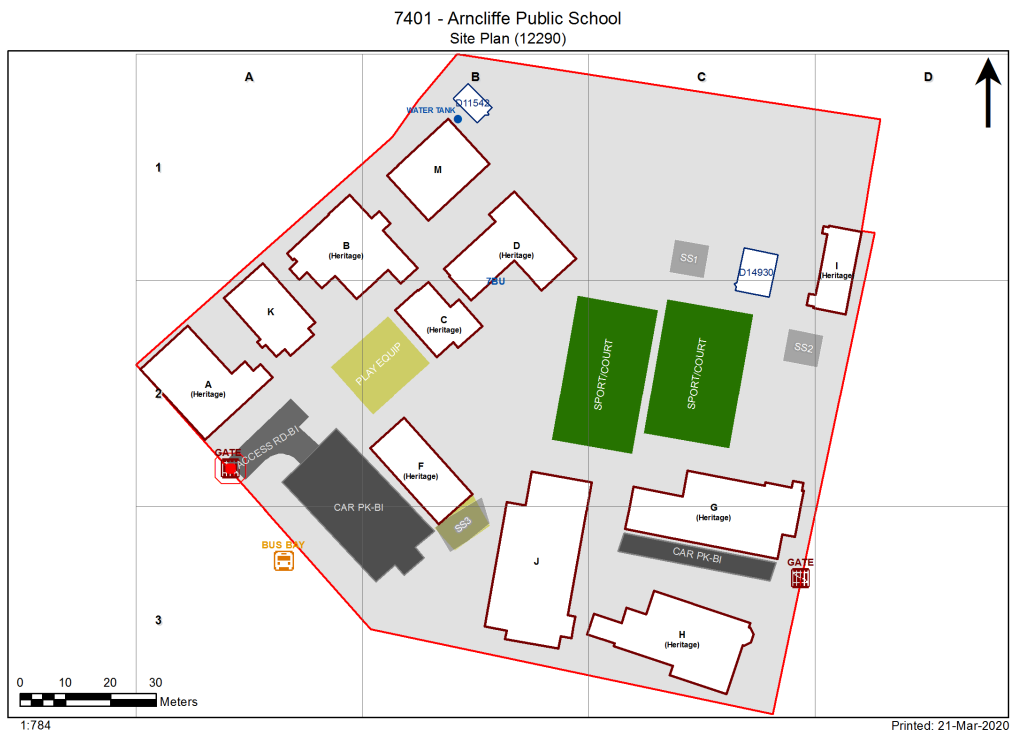 7401 - Arncliffe Public School
Site Plan (12290)
A
B
C
D
D11542
WATER TANK
1
M
B
(Heritage)
D
(Heritage)
7BU
SS1
D14930
I
(Heritage)
K
C
(Heritage)
PLAY EQUIP
SPORT/COURT
SPORT/COURT
SS2
2
A
(Heritage)
GATE
ACCESS RD-BI
F
(Heritage)
CAR PK-BI
SS3
G
(Heritage)
BUS BAY
J
CAR PK-BI
GATE
3
H
(Heritage)
0 10 20 30
Meters
1:784
Printed: 21-Mar-2020